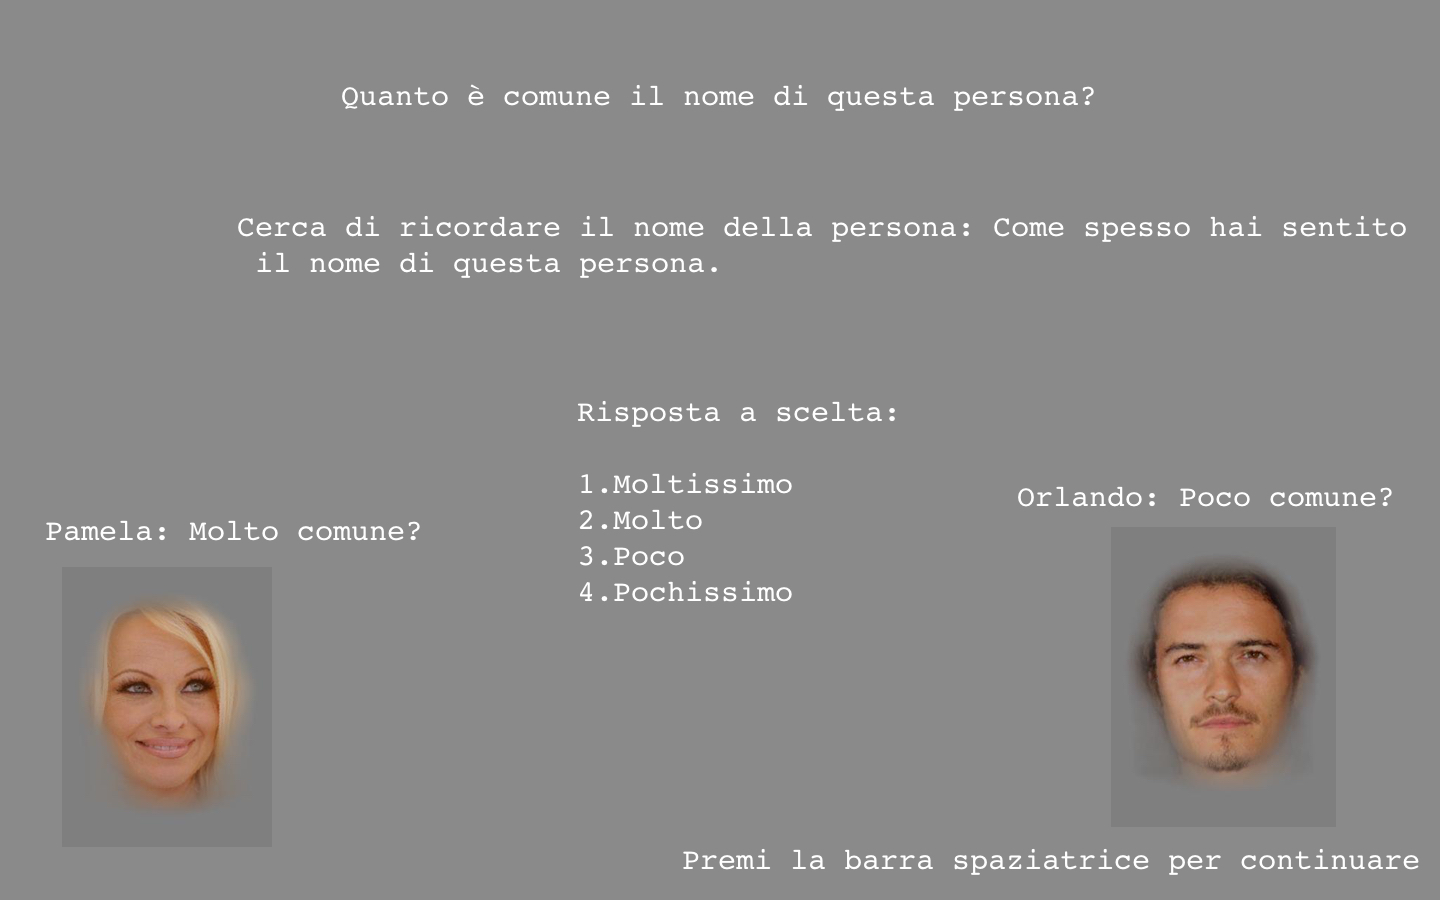 Quanto è comune il nome di questa persona?
Cerca di ricordare il nome della persona: Come spesso hai sentito
il nome di questa persona.
Risposta a scelta:
1.Moltissimo
2.Molto
3.Poco
4.Pochissimo
Pamela: Molto comune?
Orlando: Poco comune?
Premi la barra spaziatrice per continuare